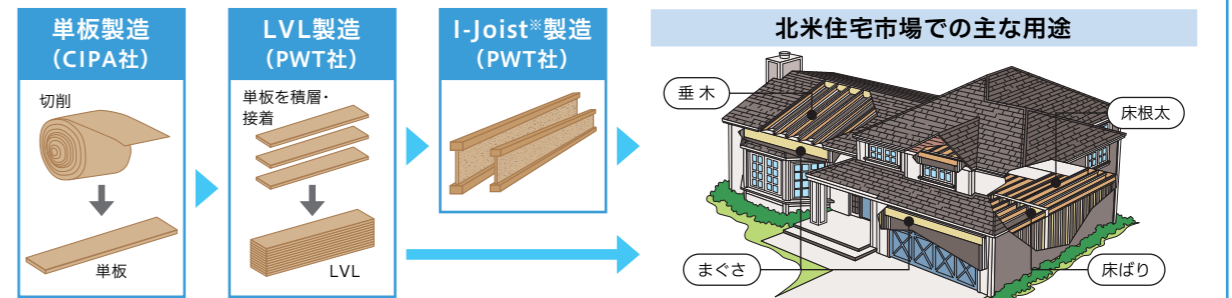 単板製造
（CIPA社）
切削
単板
LVL製造
（PWT社）
単板を積層・
接着
LVL
I-Joist※製造
（PWT社）
北米住宅市場での主な用途
垂木
床根太
まぐさ
床ばり